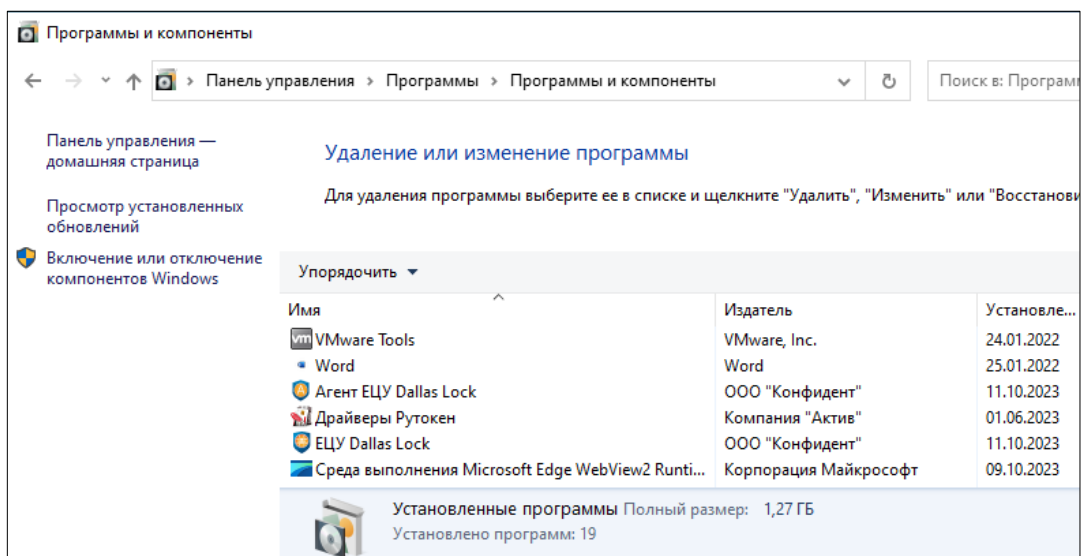 Программы и компоненты
Панель управления › Программы › Программы и компоненты
Поиск в:
Панель управления —
домашняя страница
Просмотр установленных
обновлений
Включение или отключение
компонентов Windows
Удаление или изменение программы
Для удаления программы выберите ее в списке и щелкните "Удалить", "Изменить" или
Упорядочить
Имя Издатель Установле...
vm VMware Tools VMware, Inc. 24.01.2022
Word Word 25.01.2022
Агент ЕЦУ Dallas Lock ООО "Конфидент" 11.10.2023
Драйверы Рутокен Компания "Актив" 01.06.2023
ЕЦУ Dallas Lock ООО "Конфидент" 11.10.2023
Среда выполнения Microsoft Edge WebView2 Runti... Корпорация Майкрософт 09.10.2023
Установленные программы Полный размер: 1,27 ГБ
Установлено программ: 19